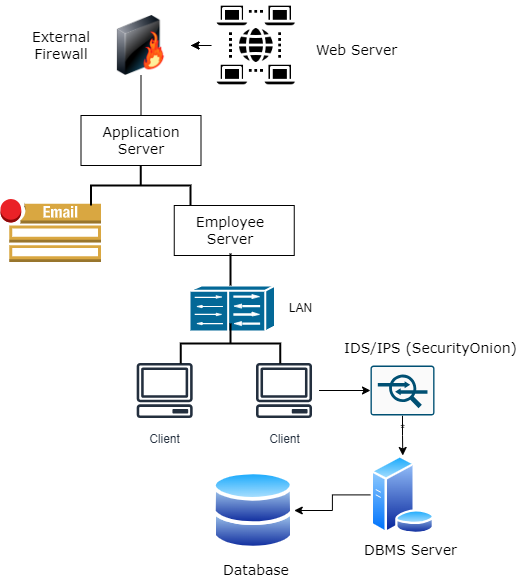 External
Firewall
Web Server
Application
Server
Email
Employee
Server
LAN
IDS/IPS (SecurityOnion)
Client
Client
DBMS Server
Database